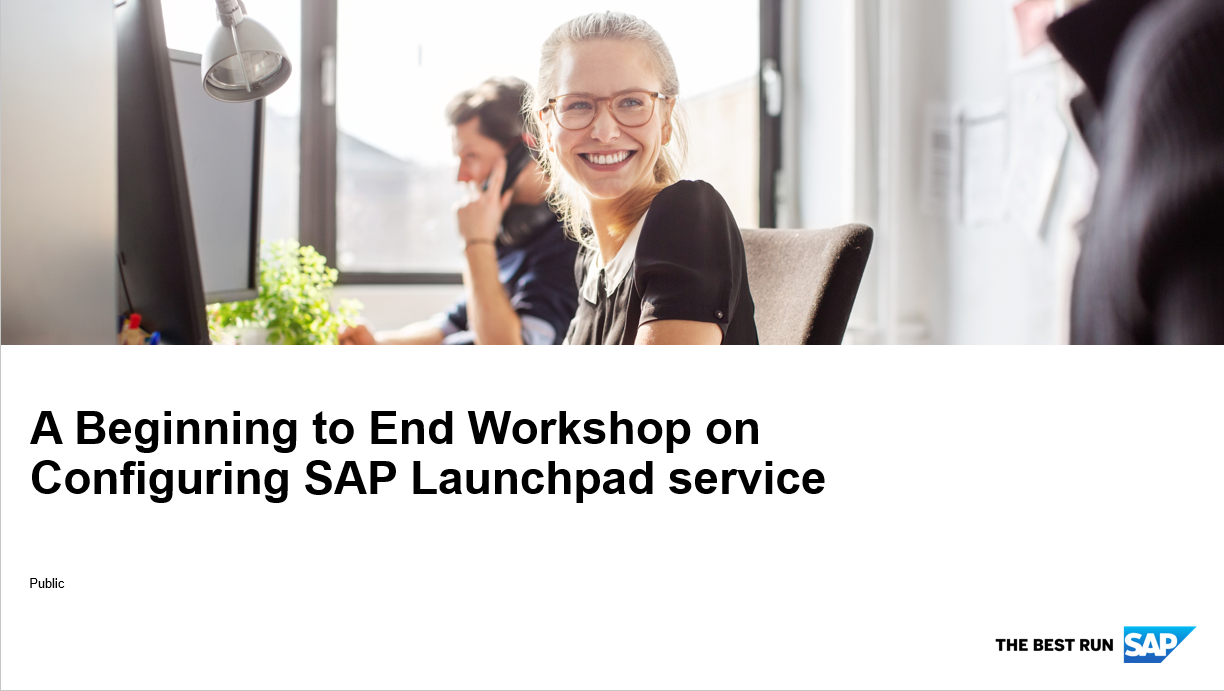 A Beginning to End Workshop on
Configuring SAP Launchpad service
Public
THE BEST RUN SAP